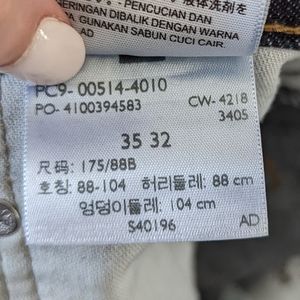 SERINGAN DIBALIK DENGAN WARNA
A GUNAKAN SABUN CUCI CAIR.
AD
PC9- 00514-4010
PO- 4100394583 CW- 4218
3405
35 32
尺码: 175/88B
호칭: 88-104 허리둘레: 88 cm
엉덩이둘레: 104 cm
S40196 AD